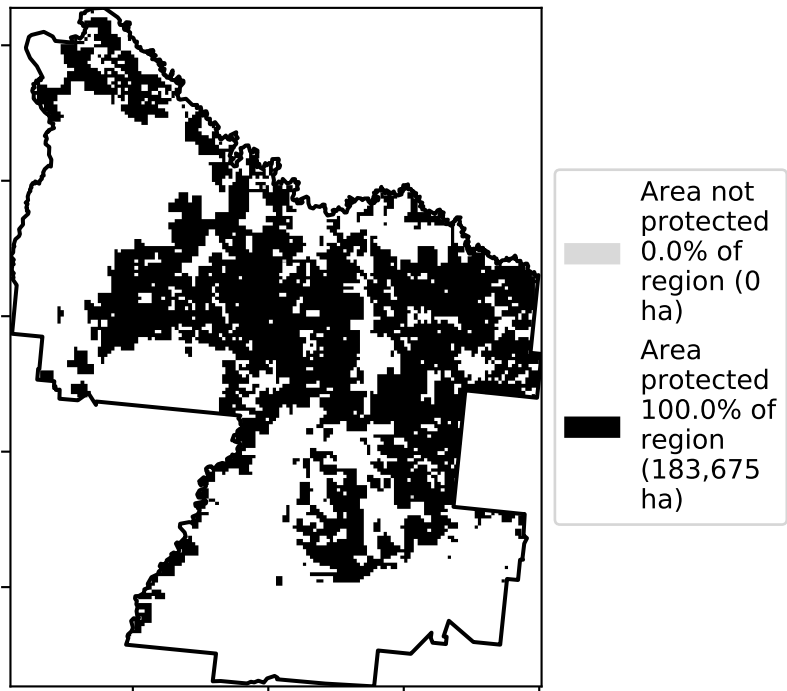 Area not
protected
0.0% of
region (0
ha)
Area
protected
100.0% of
region
(183,675
ha)